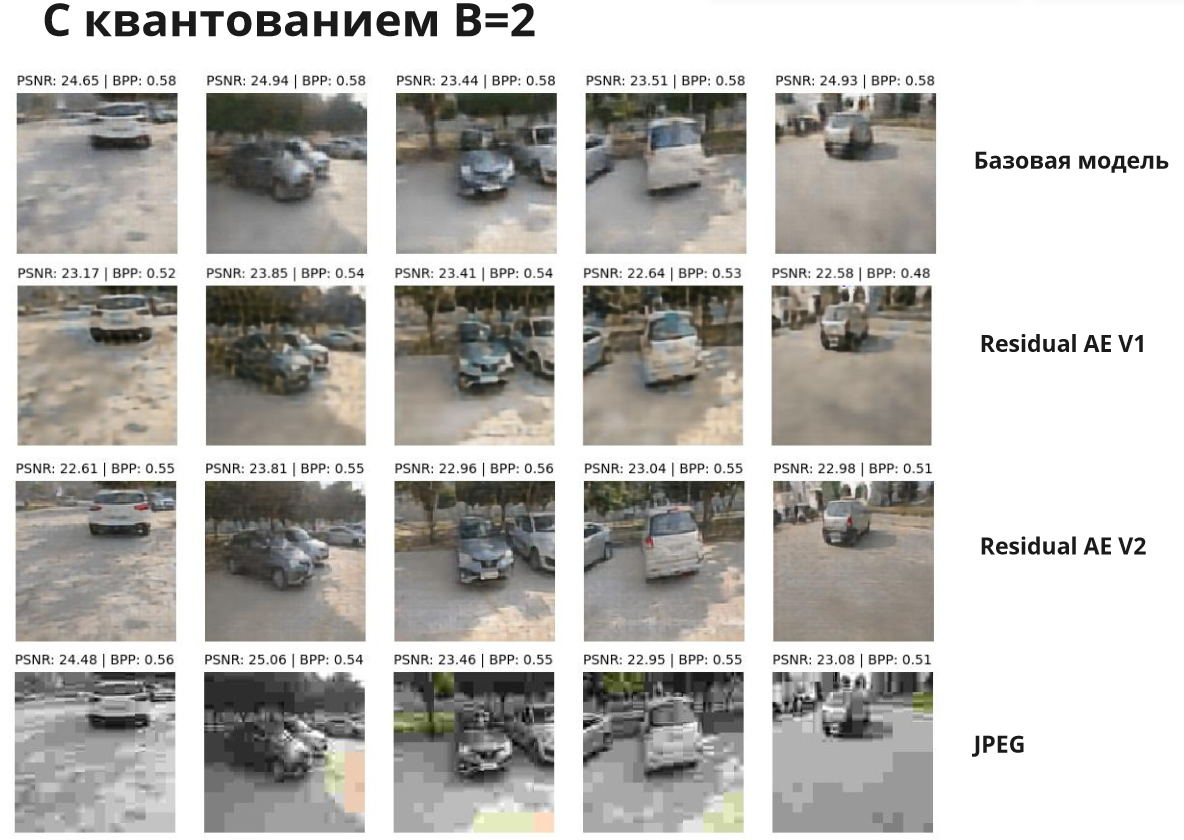 С квантованием B=2
PSNR: 24.65 | BPP: 0.58 PSNR: 24.94 | BPP: 0.58 PSNR: 23.44 | BPP: 0.58 PSNR: 23.51 | BPP: 0.58 PSNR: 24.93 | BPP: 0.58
Базовая модель
PSNR: 23.17 | BPP: 0.52 PSNR: 23.85 | BPP: 0.54 PSNR: 23.41 | BPP: 0.54 PSNR: 22.64 | BPP: 0.53 PSNR: 22.58 | BPP: 0.48
Residual AE V1
PSNR: 22.61 | BPP: 0.55 PSNR: 23.81 | BPP: 0.55 PSNR: 22.96 | BPP: 0.56 PSNR: 23.04 | BPP: 0.55 PSNR: 22.98 | BPP: 0.51
Residual AE V2
PSNR: 24.48 | BPP: 0.56 PSNR: 25.06 | BPP: 0.54 PSNR: 23.46 | BPP: 0.55 PSNR: 22.95 | BPP: 0.55 PSNR: 23.08 | BPP: 0.51
JPEG